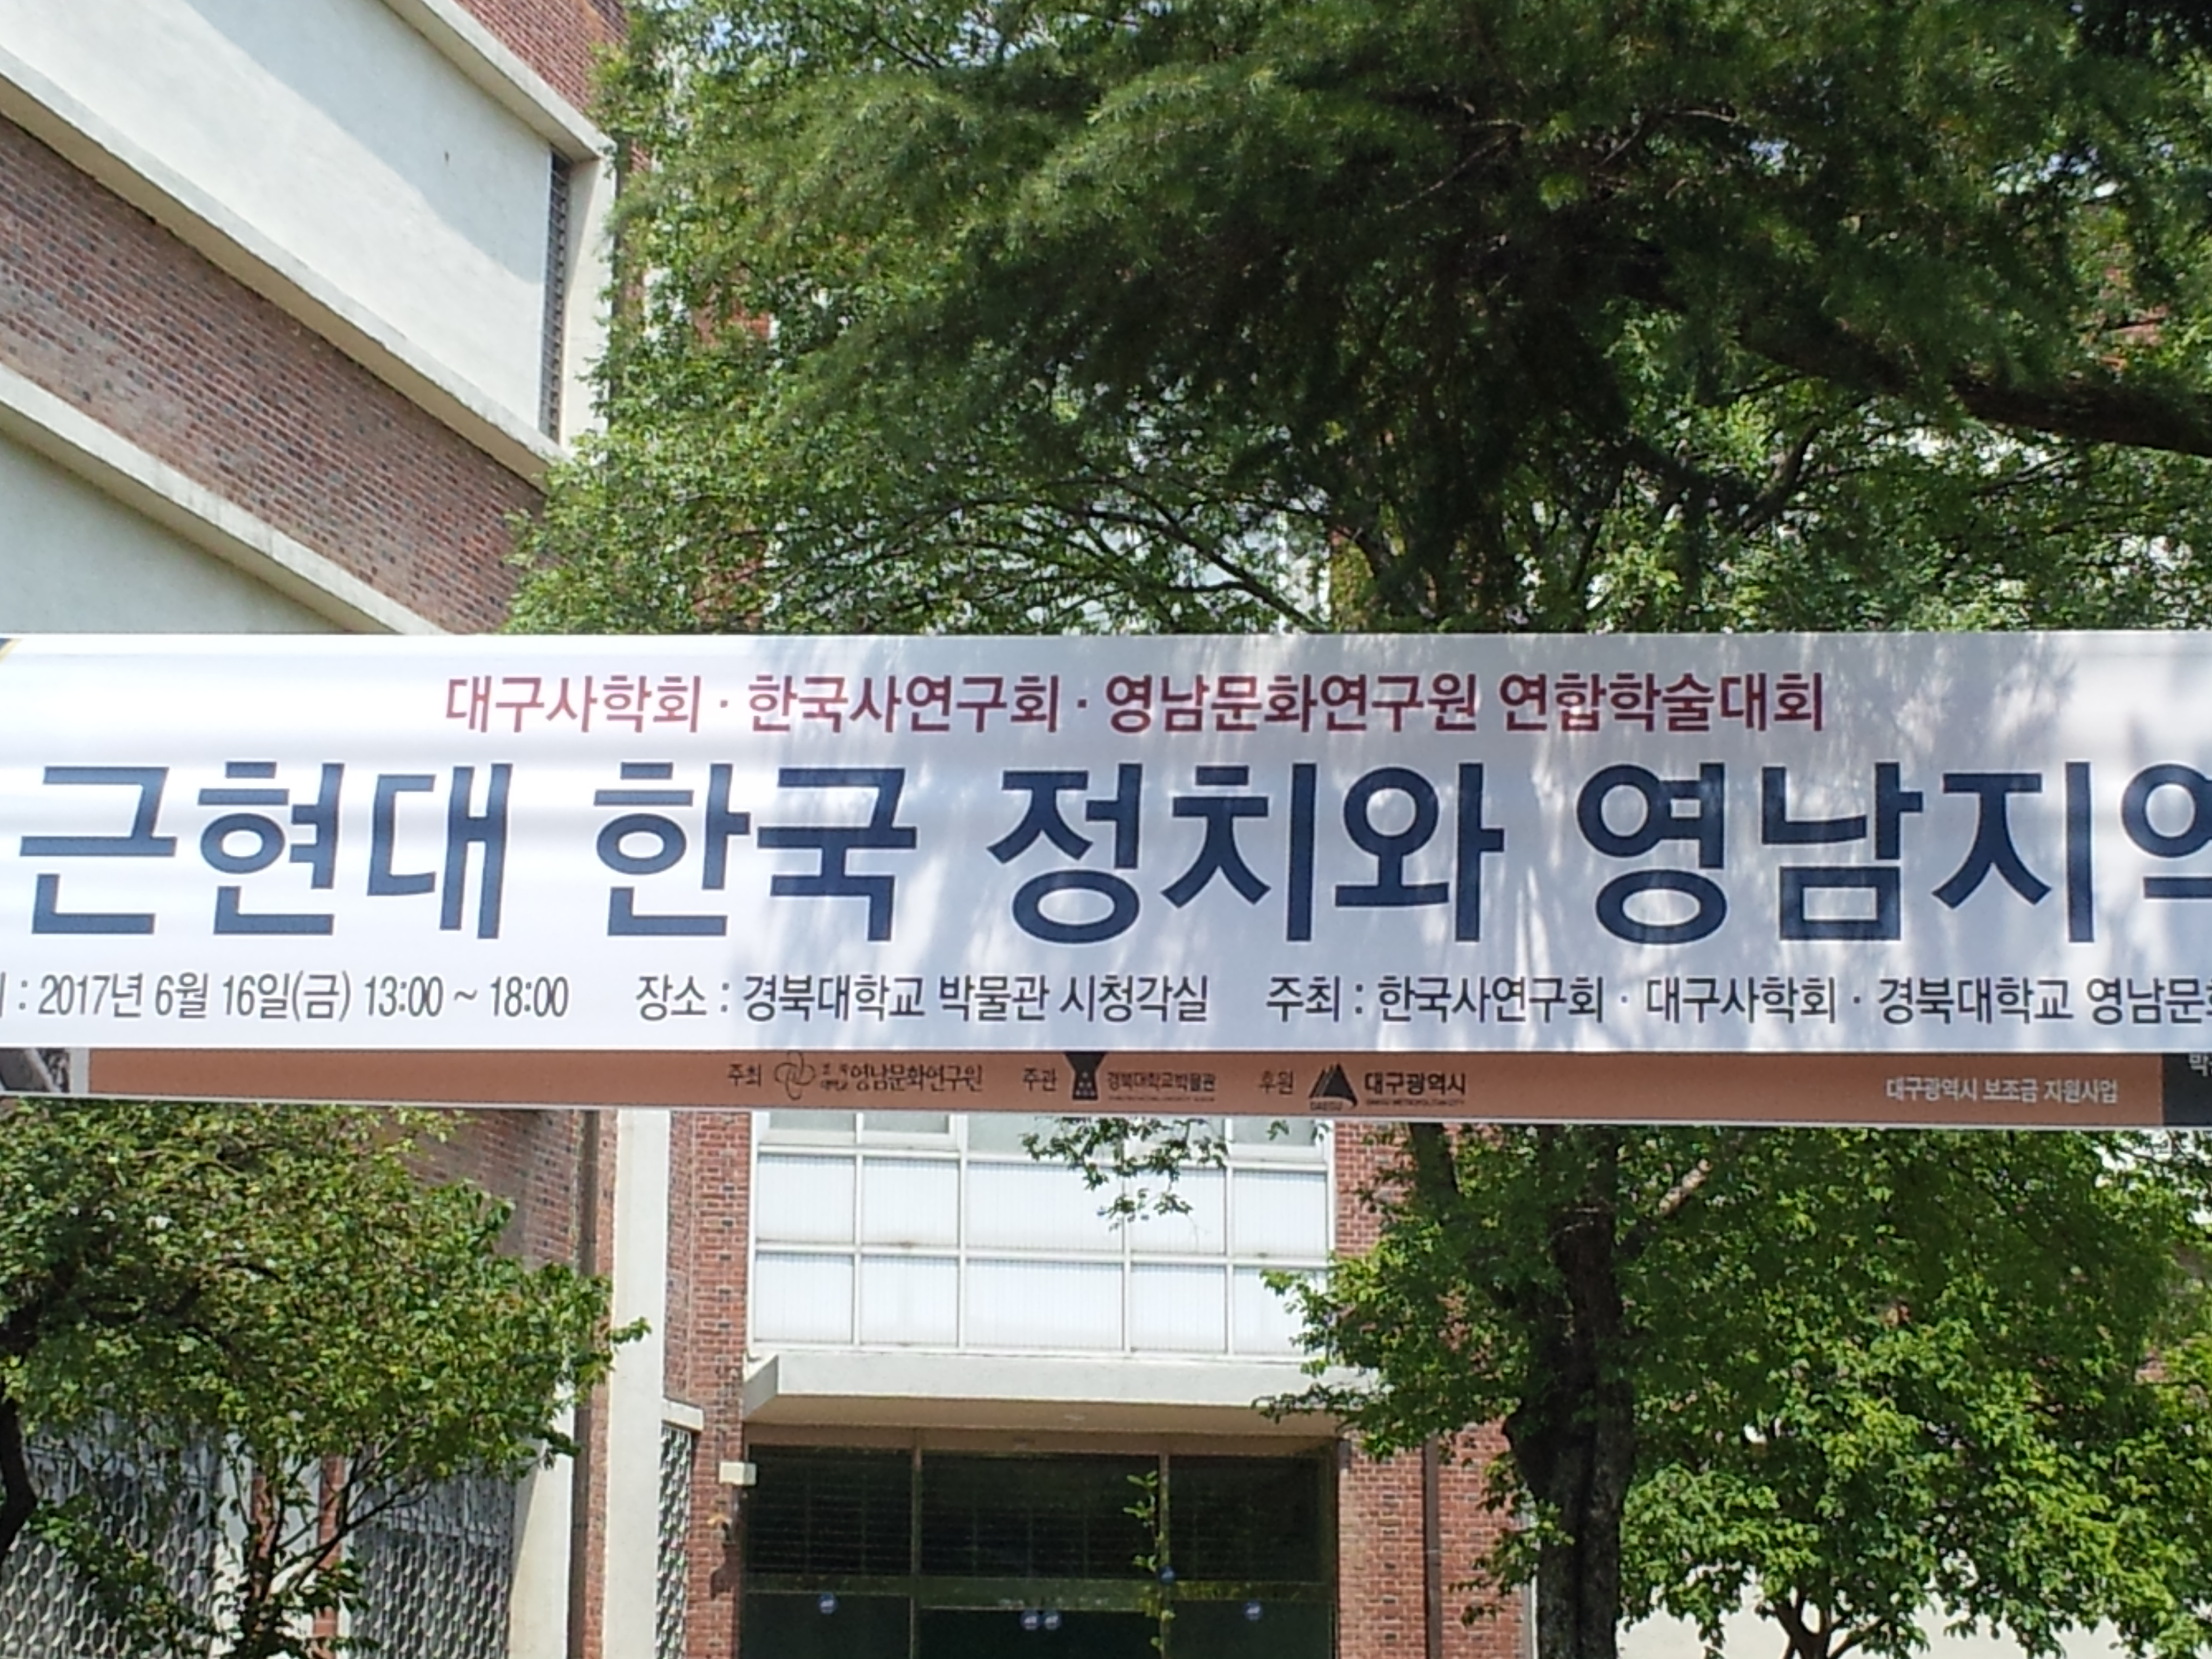 대구사학회 · 한국사연구회 · 영남문화연구원 연합학술대회
근현대 한국 정치와 영남지역
: 2017년 6월 16일(금) 13:00 ~ 18:00 장소 : 경북대학교 박물관 시청각실 주최 : 한국사연구회 · 대구사학회 · 경북대학교 영남문화
주최 영남문화연구원 주관 경북대학교박물관 후원 대구광역시
대구광역시 보조금 지원사업